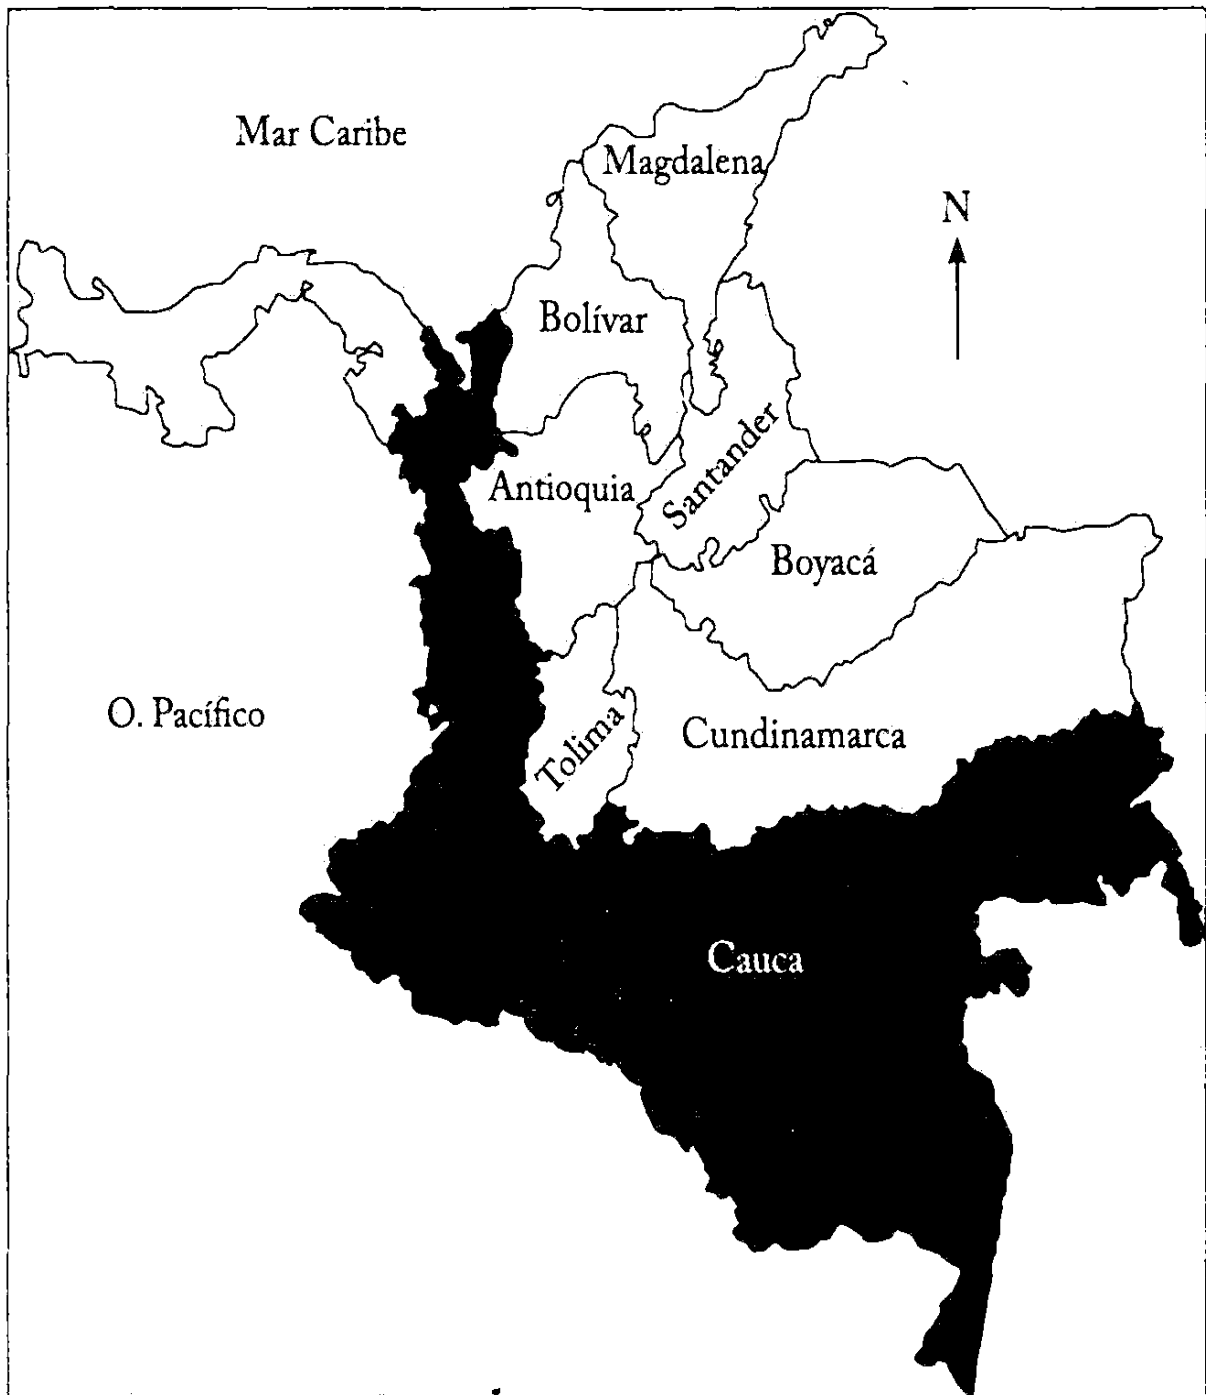 Mar Caribe
Magdalena
N
Bolívar
Santander
Antioquia
Boyacá
O. Pacífico
Tolima
Cundinamarca
Cauca